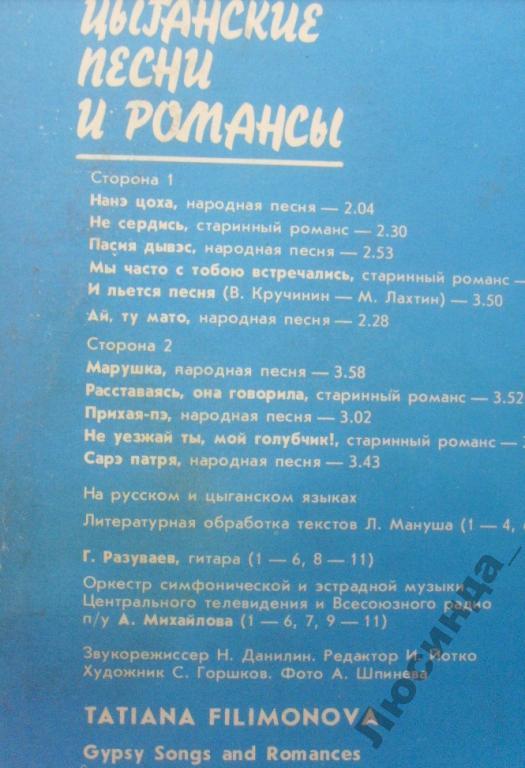 ЦЫГАНСКИЕ
ПЕСНИ
И РОМАНСЫ
Сторона 1
Нанэ цоха, народная песня — 2.04
Не сердись, старинный романс — 2.30
Пасия дывэс, народная песня — 2.53
Мы часто с тобою встречались, старинный романс —
И льется песня (В. Кручинин — М. Лахтин) — 3.50
Ай, ту мато, народная песня — 2.28
Сторона 2
Марушка, народная песня — 3.58
Расставаясь, она говорила, старинный романс — 3.52
Прихая-пэ, народная песня — 3.02
Не уезжай ты, мой голубчик!, старинный романс —
Сарэ патря, народная песня — 3.43
На русском и цыганском языках
Литературная обработка текстов Л. Мануша (1 — 4,
Г. Разуваев, гитара (1 — 6, 8 — 11)
Оркестр симфонической и эстрадной музыки
Центрального телевидения и Всесоюзного радио
п/у А. Михайлова (1 — 6, 7, 9 — 11)
Звукорежиссер Н. Данилин. Редактор И. Йотко
Художник С. Горшков. Фото А. Шпинева
TATIANA FILIMONOVA
Gypsy Songs and Romances
Люсинда_